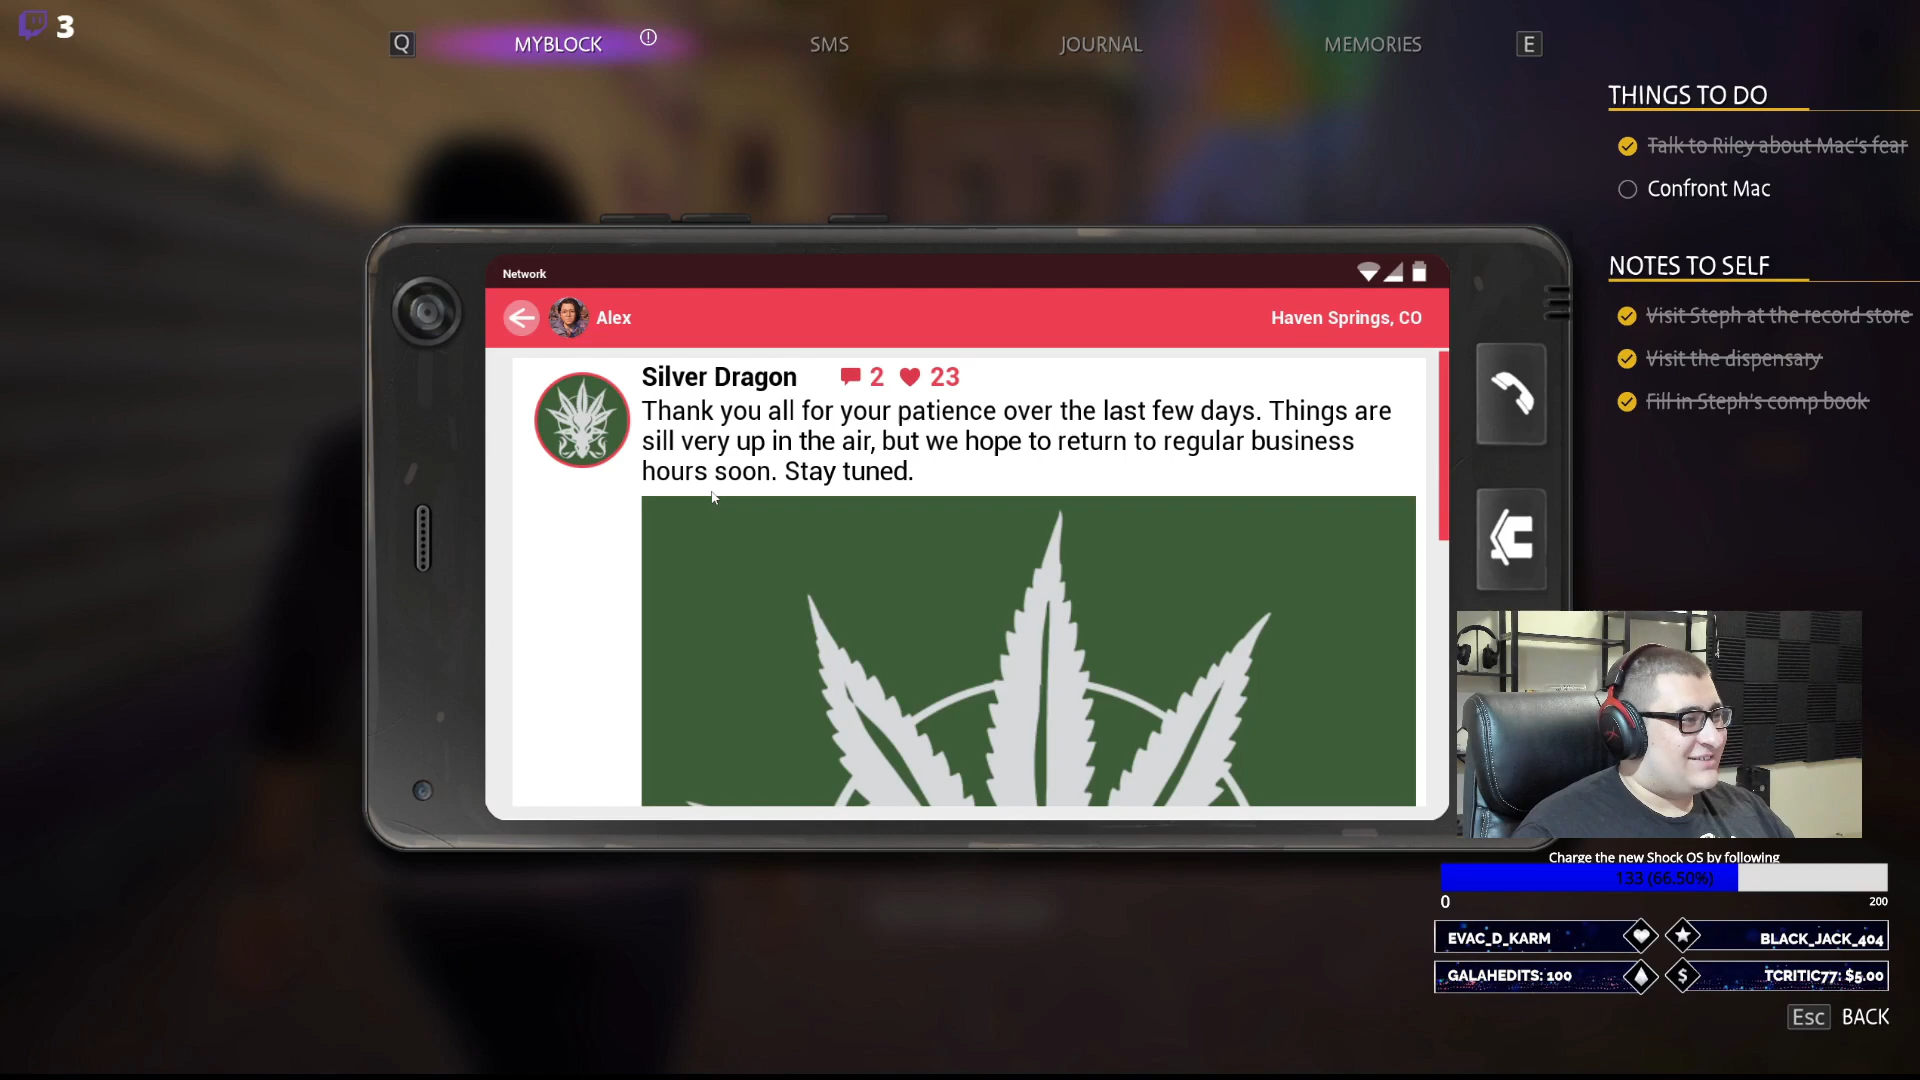 3
Q
MYBLOCK
SMS
JOURNAL
MEMORIES
E
THINGS TO DO
Talk to Riley about Mac's fear
Confront Mac
NOTES TO SELF
Visit Steph at the record store
Visit the dispensary
Fill in Steph's comp book
Network
Alex
Haven Springs, CO
Silver Dragon 2 23
Thank you all for your patience over the last few days. Things are
sill very up in the air, but we hope to return to regular business
hours soon. Stay tuned.
Charge the new Shock OS by following
133 (66.50%)
0
200
EVAC_D_KARM
BLACK_JACK_404
GALAHEDITS: 100
$
TCRITIC77: $5.00
Esc BACK